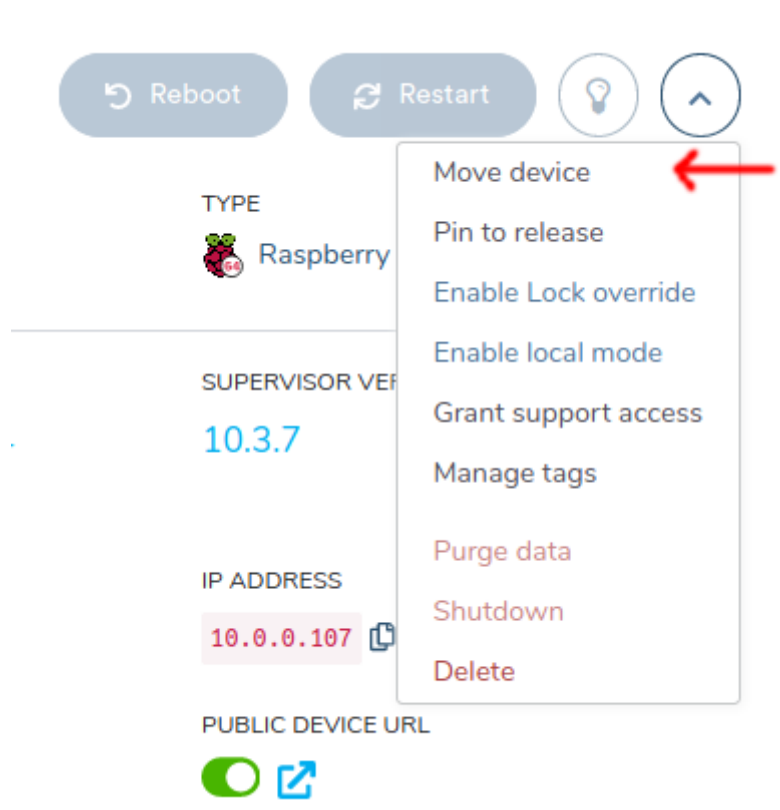 Reboot
Restart
Move device
TYPE
Pin to release
64
Raspberry
Enable Lock override
Enable local mode
SUPERVISOR VER
Grant support access
10.3.7
Manage tags
Purge data
IP ADDRESS
Shutdown
10.0.0.107
Delete
PUBLIC DEVICE URL